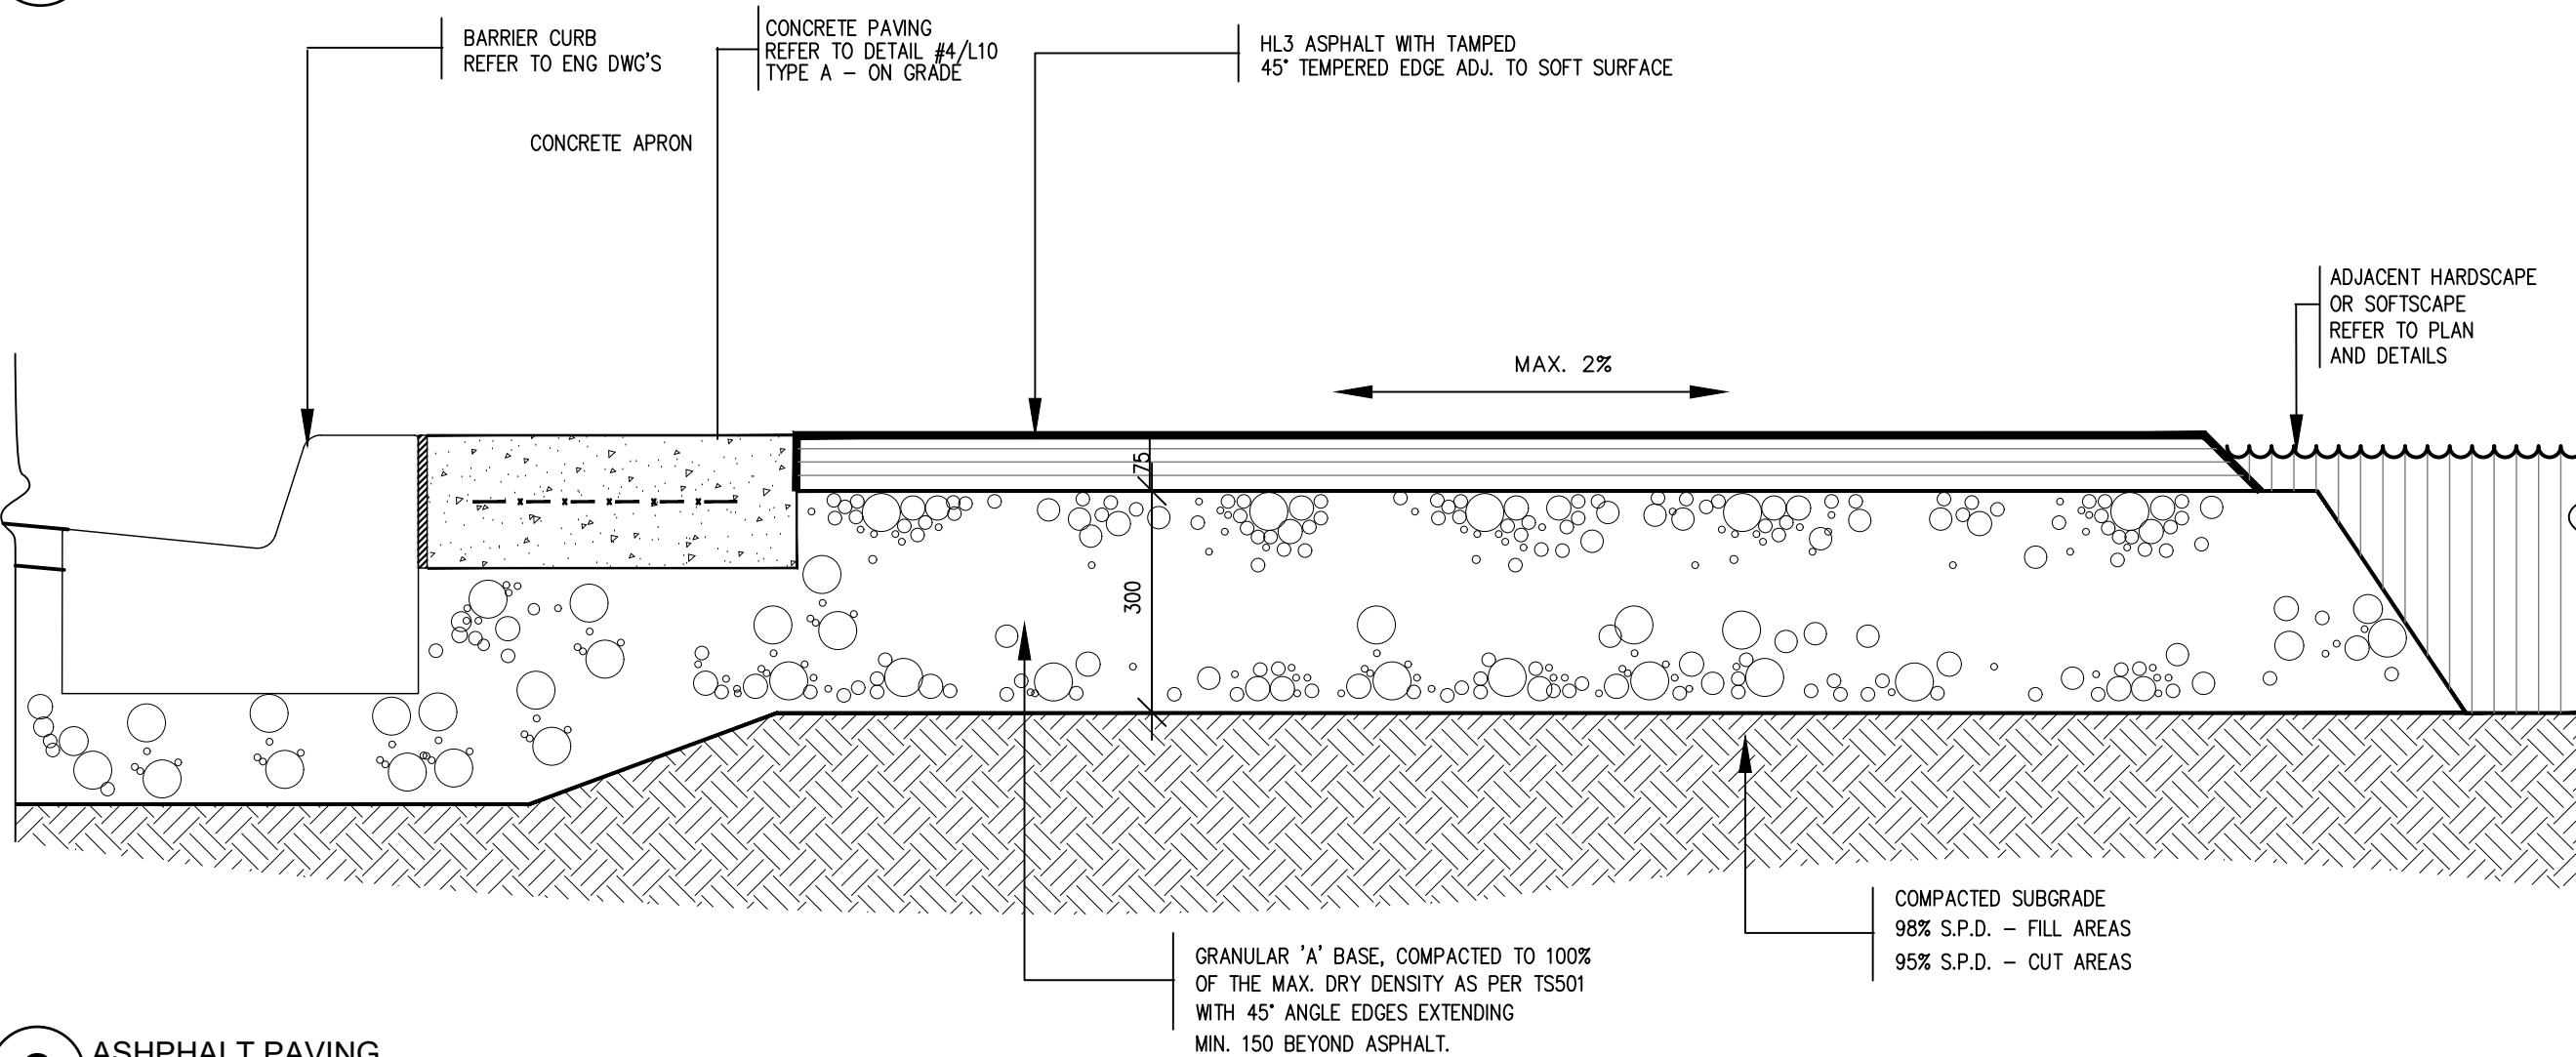 BARRIER CURB
REFER TO ENG DWG'S
CONCRETE PAVING
REFER TO DETAIL #4/L10
TYPE A – ON GRADE
HL3 ASPHALT WITH TAMPED
45° TEMPERED EDGE ADJ. TO SOFT SURFACE
CONCRETE APRON
ADJACENT HARDSCAPE
OR SOFTSCAPE
REFER TO PLAN
AND DETAILS
MAX. 2%
75
300
COMPACTED SUBGRADE
98% S.P.D. – FILL AREAS
95% S.P.D. – CUT AREAS
GRANULAR 'A' BASE, COMPACTED TO 100%
OF THE MAX. DRY DENSITY AS PER TS501
WITH 45° ANGLE EDGES EXTENDING
MIN. 150 BEYOND ASPHALT.
ASHPHALT PAVING